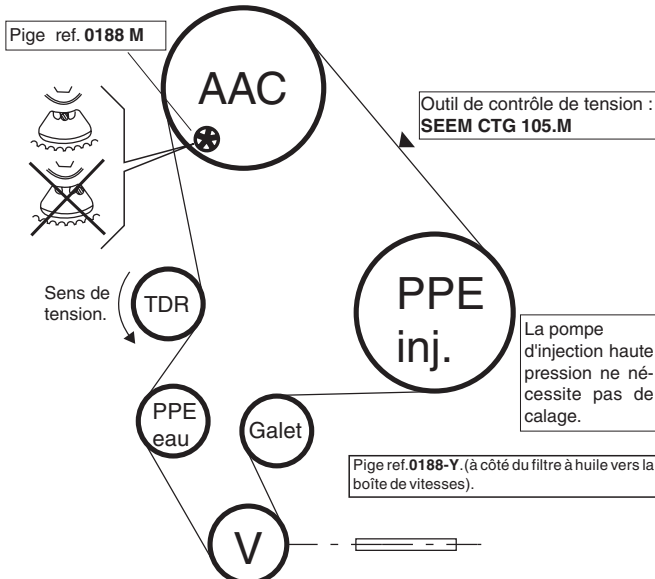 Pige ref. 0188 M
AAC
Outil de contrôle de tension :
SEEM CTG 105.M
Sens de
tension.
TDR
PPE
inj.
La pompe
d'injection haute
pression ne né-
cessite pas de
calage.
PPE
eau
Galet
Pige ref.0188-Y.(à côté du filtre à huile vers la
boîte de vitesses).
V